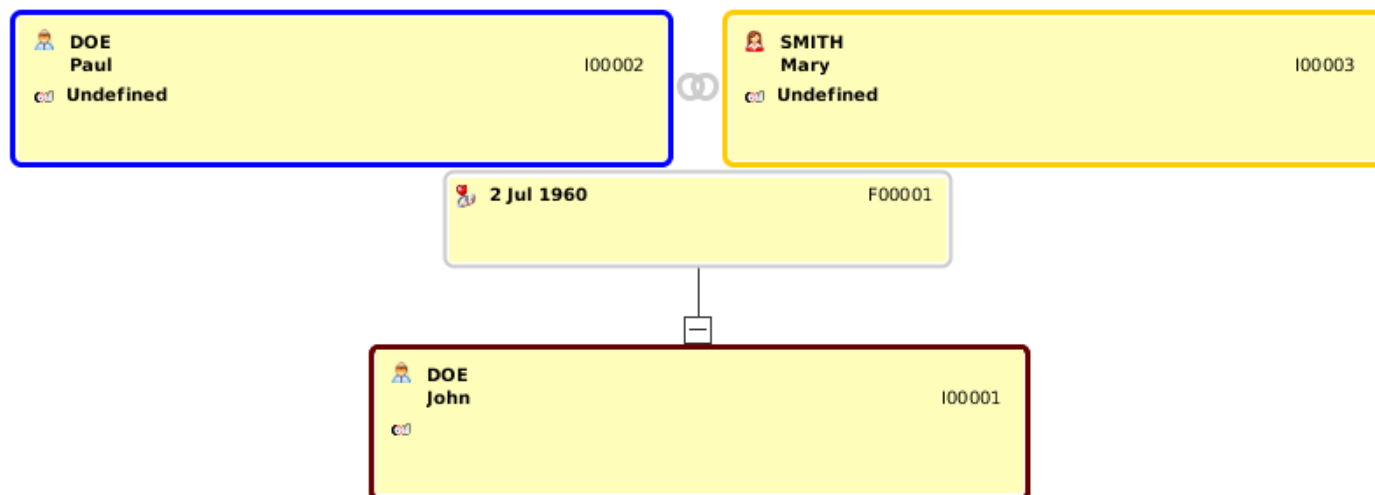 DOE
Paul I00002
Undefined
SMITH
Mary I00003
Undefined
2 Jul 1960 F00001
DOE
John I00001